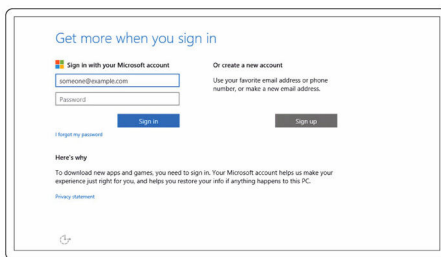 Get more when you sign in
Sign in with your Microsoft account
someone@example.com
Password
Sign in
I forgot my password
Or create a new account
Use your favorite email address or phone
number, or make a new email address.
Sign up
Here's why
To download new apps and games, you need to sign in. Your Microsoft account helps us make your
experience just right for you, and helps you restore your info if anything happens to this PC.
Privacy statement